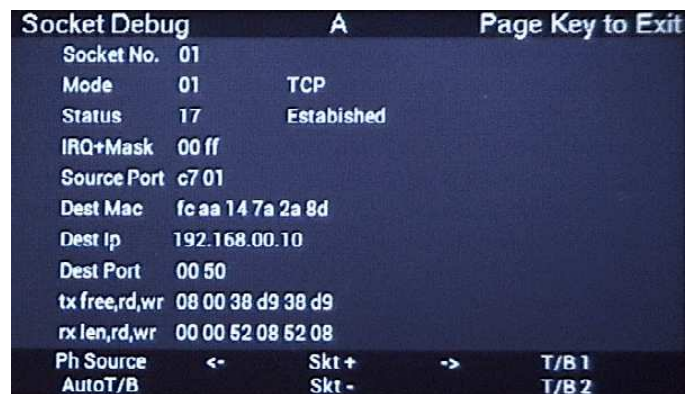 Socket Debug A Page Key to Exit
Socket No. 01
Mode 01 TCP
Status 17 Estabished
IRQ+Mask 00 ff
Source Port c7 01
Dest Mac fc aa 14 7a 2a 8d
Dest Ip 192.168.00.10
Dest Port 00 50
tx free,rd,wr 08 00 38 d9 38 d9
rx len,rd,wr 00 00 52 08 52 08
Ph Source <- Skt + -> T/B 1
AutoT/B Skt - T/B 2